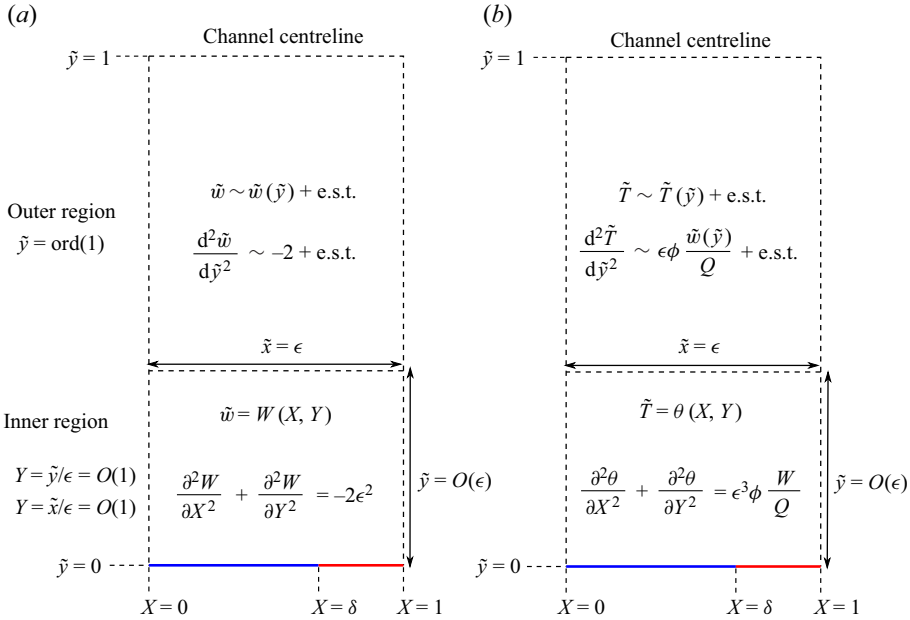 (a)
Channel centreline
ỹ = 1
w̃ ~ w̃(ỹ) + e.s.t.
Outer region
ỹ = ord(1)
d²w̃/dỹ² ~ –2 + e.s.t.
x̃ = ϵ
Inner region
w̃ = W(X, Y)
Y = ỹ/ϵ = O(1)
Y = x̃/ϵ = O(1)
∂²W/∂X² + ∂²W/∂Y² = –2ϵ²
ỹ = O(ϵ)
ỹ = 0
X = 0
X = δ
X = 1
(b)
Channel centreline
ỹ = 1
T̃ ~ T̃(ỹ) + e.s.t.
d²T̃/dỹ² ~ ϵϕ w̃(ỹ)/Q + e.s.t.
x̃ = ϵ
T̃ = θ(X, Y)
∂²θ/∂X² + ∂²θ/∂Y² = ϵ³ϕ W/Q
ỹ = O(ϵ)
ỹ = 0
X = 0
X = δ
X = 1